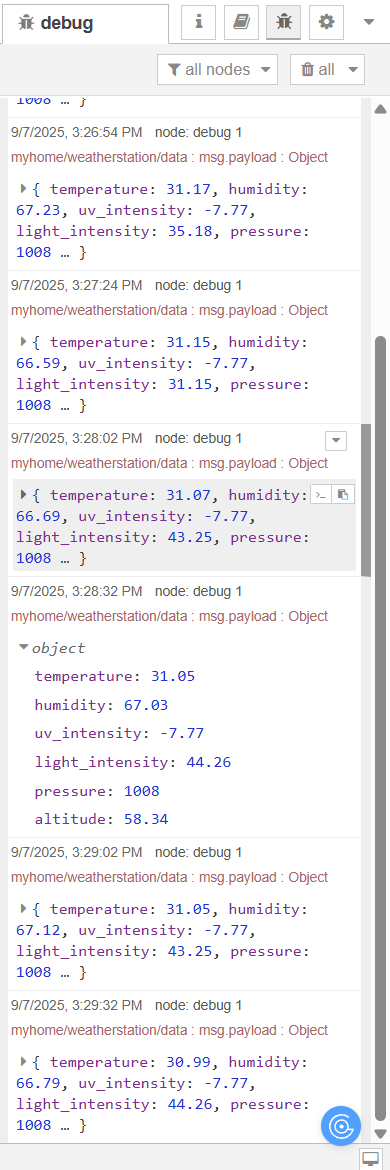 debug
all nodes
all
1008 … }
9/7/2025, 3:26:54 PM node: debug 1
myhome/weatherstation/data : msg.payload : Object
{ temperature: 31.17, humidity:
67.23, uv_intensity: -7.77,
light_intensity: 35.18, pressure:
1008 … }
9/7/2025, 3:27:24 PM node: debug 1
myhome/weatherstation/data : msg.payload : Object
{ temperature: 31.15, humidity:
66.59, uv_intensity: -7.77,
light_intensity: 31.15, pressure:
1008 … }
9/7/2025, 3:28:02 PM node: debug 1
myhome/weatherstation/data : msg.payload : Object
{ temperature: 31.07, humidity:
66.69, uv_intensity: -7.77,
light_intensity: 43.25, pressure:
1008 … }
9/7/2025, 3:28:32 PM node: debug 1
myhome/weatherstation/data : msg.payload : Object
object
temperature: 31.05
humidity: 67.03
uv_intensity: -7.77
light_intensity: 44.26
pressure: 1008
altitude: 58.34
9/7/2025, 3:29:02 PM node: debug 1
myhome/weatherstation/data : msg.payload : Object
{ temperature: 31.05, humidity:
67.12, uv_intensity: -7.77,
light_intensity: 43.25, pressure:
1008 … }
9/7/2025, 3:29:32 PM node: debug 1
myhome/weatherstation/data : msg.payload : Object
{ temperature: 30.99, humidity:
66.79, uv_intensity: -7.77,
light_intensity: 44.26, pressure:
1008 … }